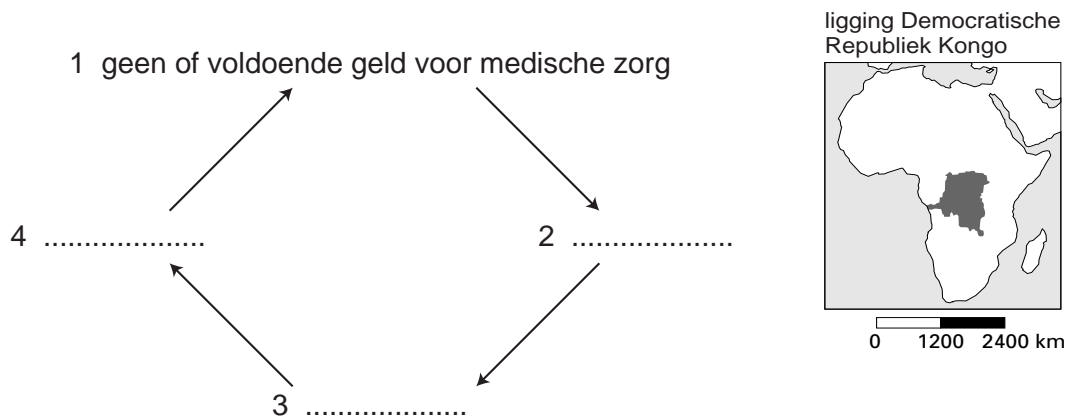 ligging Democratische
Republiek Kongo
1 geen of voldoende geld voor medische zorg
4 ...................
2 ...................
3 ...................
0 1200 2400 km